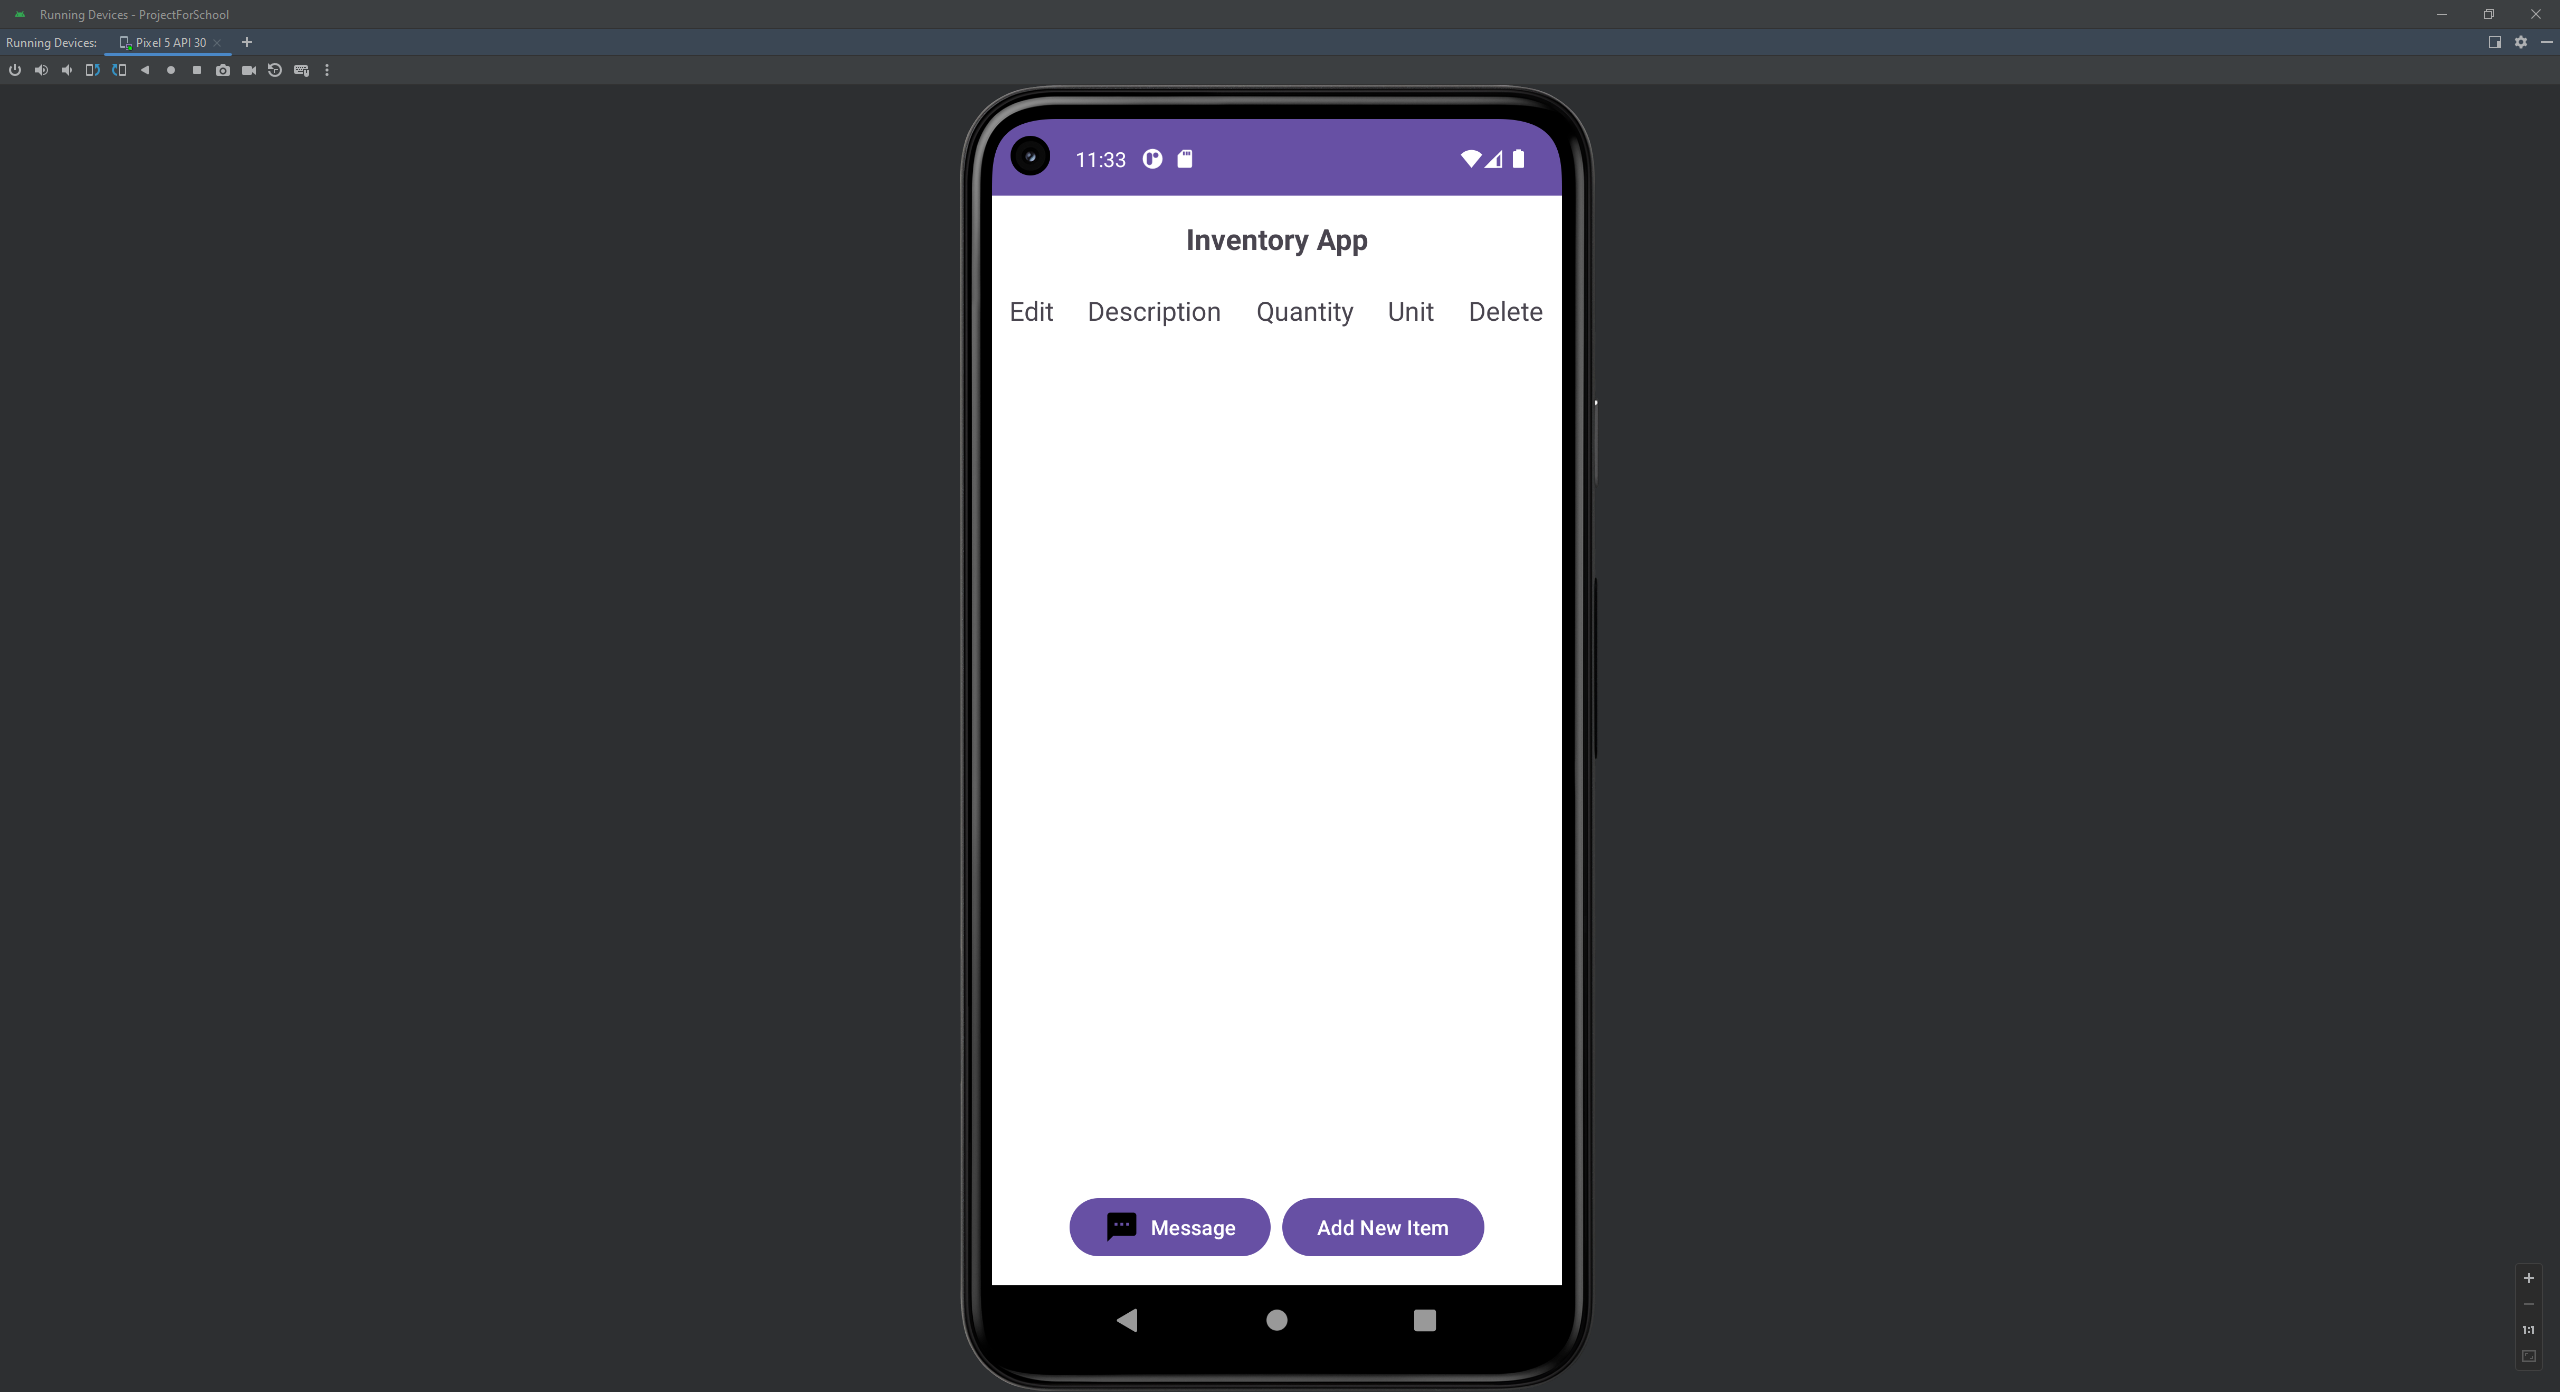 Running Devices - ProjectForSchool
Running Devices: Pixel 5 API 30
11:33
Inventory App
Edit Description Quantity Unit Delete
Message Add New Item
1:1